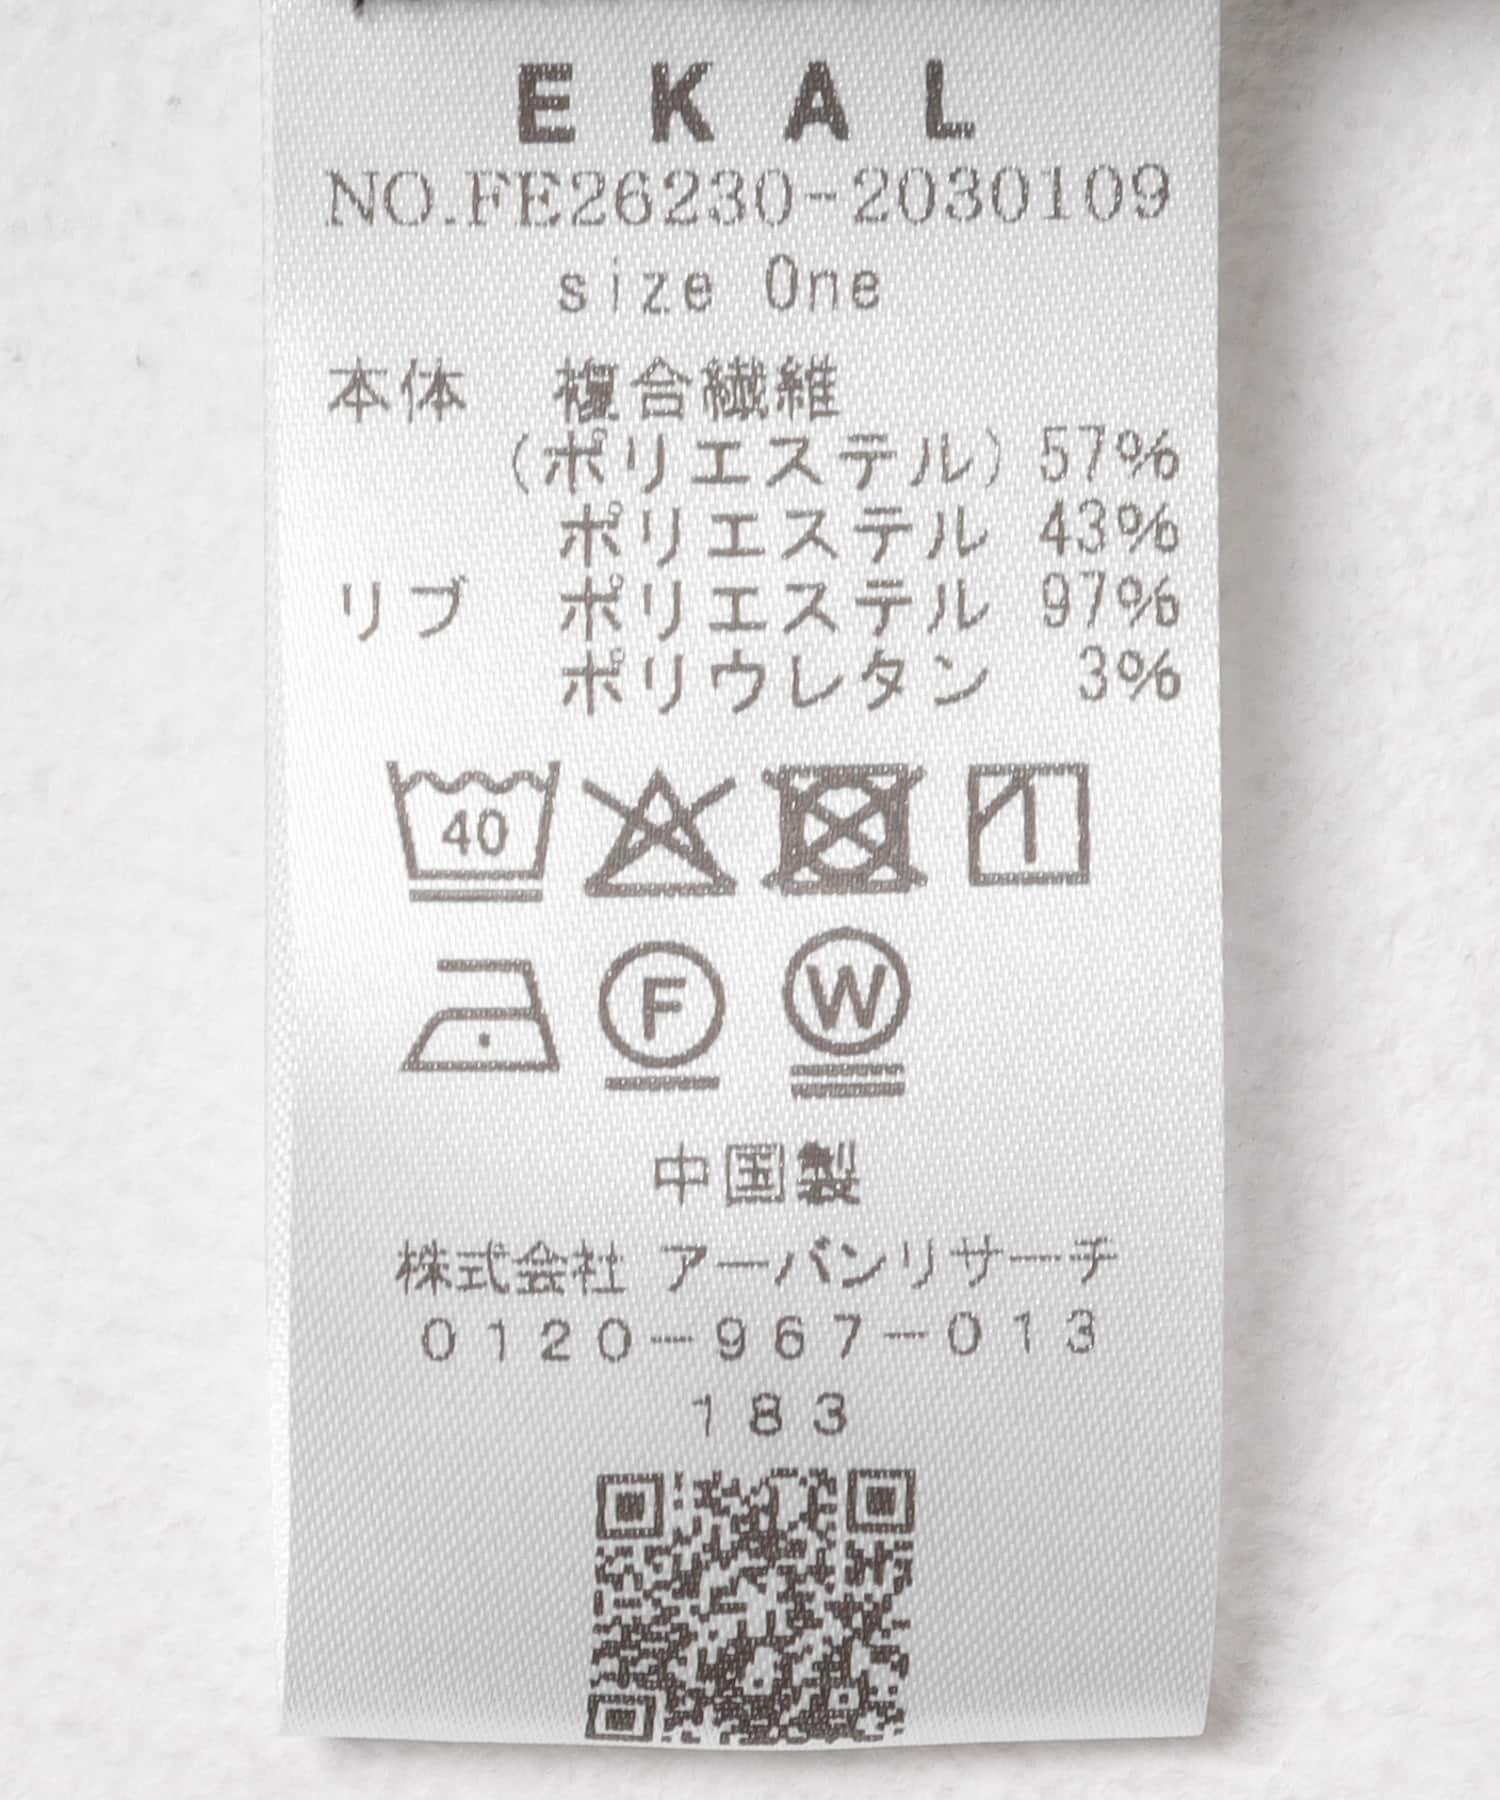 EKAL
NO.FE26230-2030109
size One
本体 複合繊維
(ポリエステル) 57%
ポリエステル 43%
リブ ポリエステル 97%
ポリウレタン 3%
40
F
W
中国製
株式会社 アーバンリサーチ
0120-967-013
183